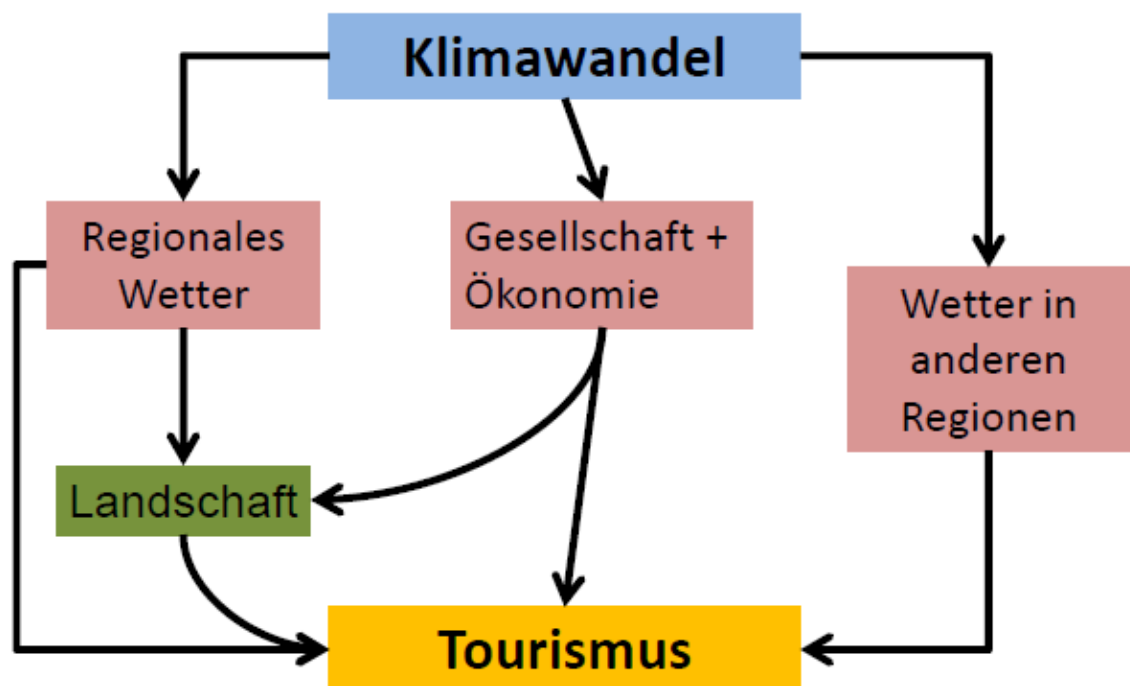 Klimawandel
Regionales
Wetter
Gesellschaft +
Ökonomie
Wetter in
anderen
Regionen
Landschaft
Tourismus